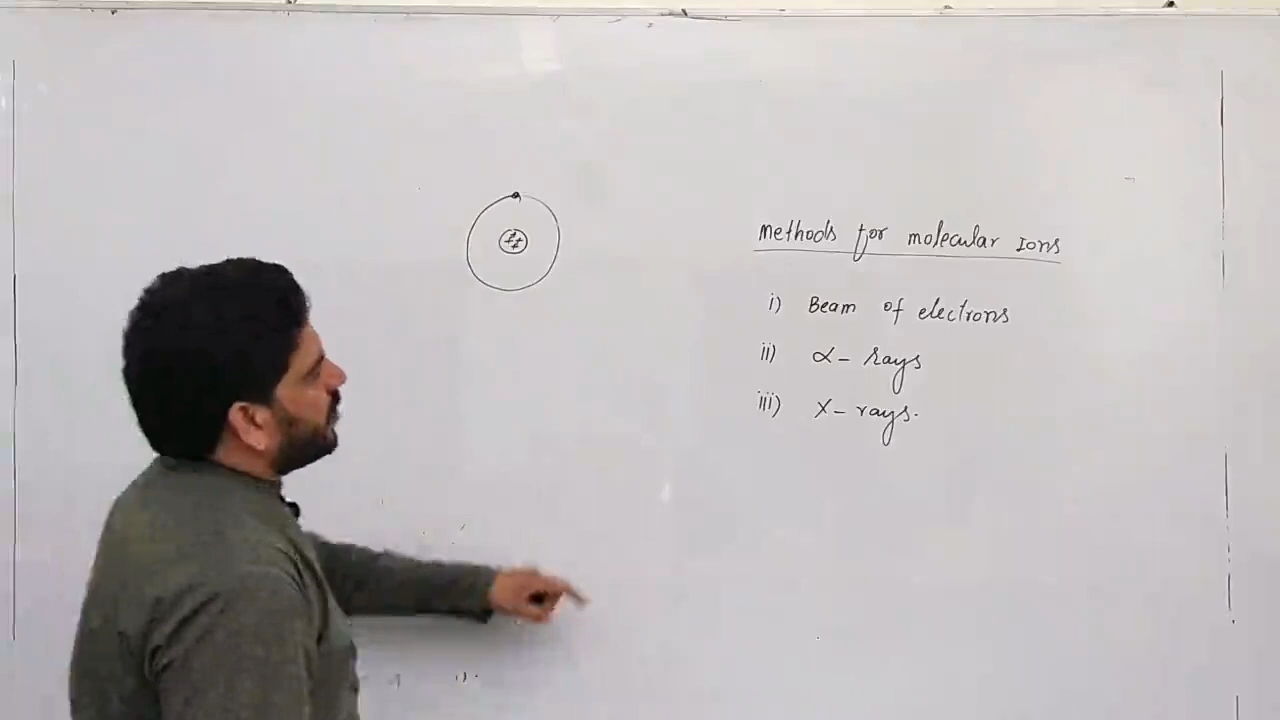 Methods for molecular Ions
i) Beam of electrons
ii) α- rays
iii) X- rays.